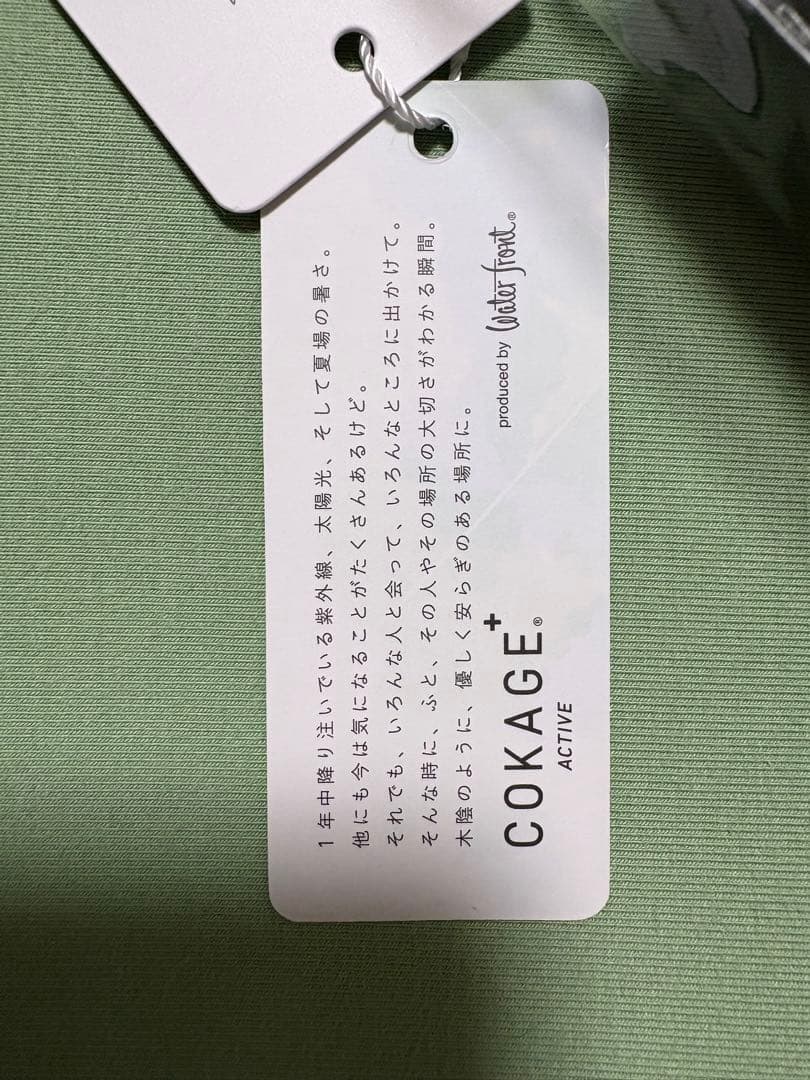 1年中降り注いでいる紫外線、太陽光、そして夏場の暑さ。
他にも今は気になることがたくさんあるけど。
それでも、いろんな人と会って、いろんなところに出かけて。
そんな時に、ふと、その人やその場所の大切さがわかる瞬間。
木陰のように、優しく安らぎのある場所に。
COKAGE+®
ACTIVE
produced by Waterfront®